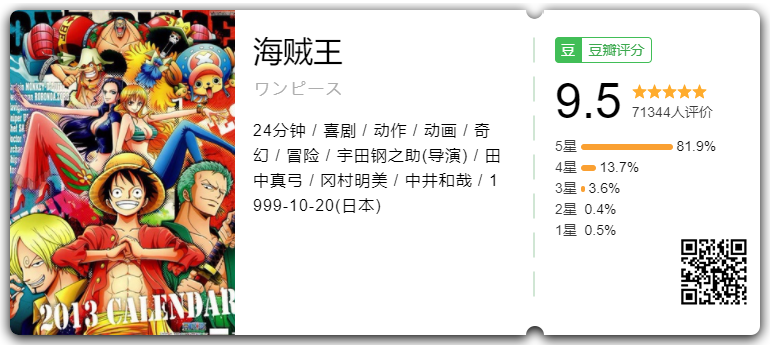 海贼王
ワンピース
24分钟 / 喜剧 / 动作 / 动画 / 奇
幻 / 冒险 / 宇田钢之助(导演) / 田
中真弓 / 冈村明美 / 中井和哉 / 1
999-10-20(日本)
2013 CALENDAR
豆 豆瓣评分
9.5
71344人评价
5星 81.9%
4星 13.7%
3星 3.6%
2星 0.4%
1星 0.5%